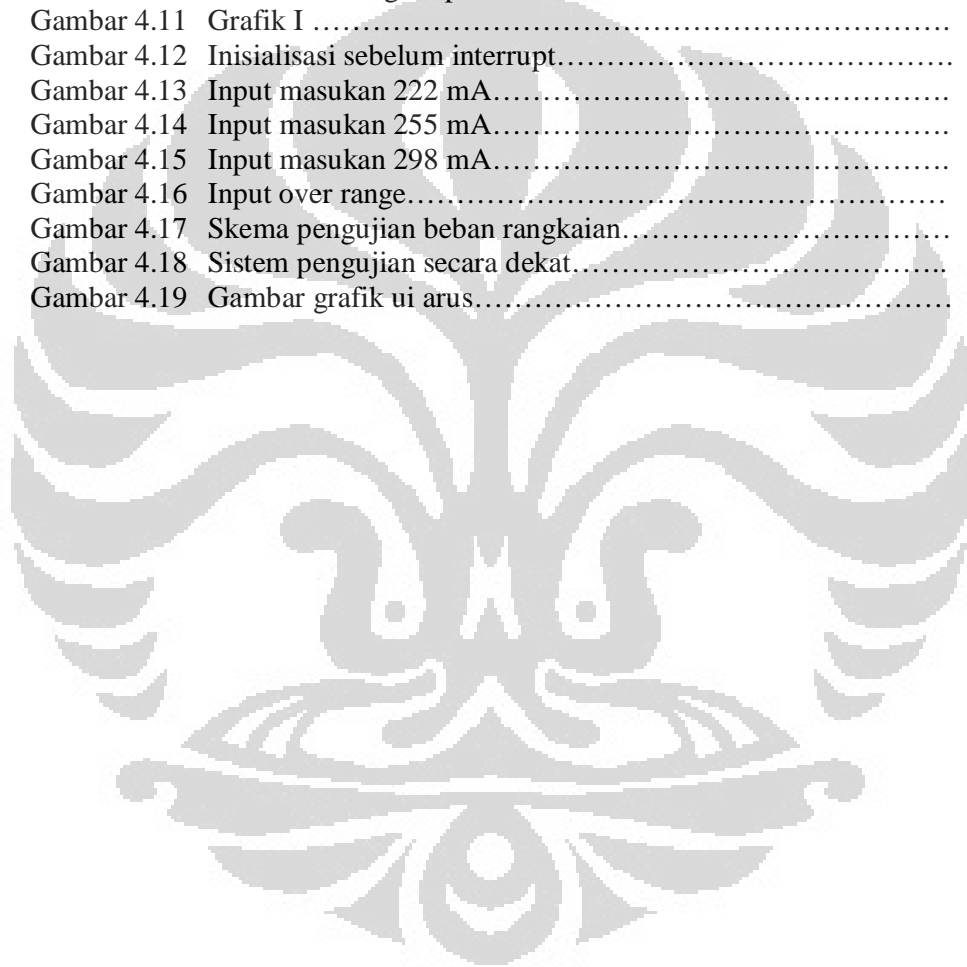 Gambar 4.11 Grafik I ……………………………………………………….
Gambar 4.12 Inisialisasi sebelum interrupt………………………………….
Gambar 4.13 Input masukan 222 mA……………………………………….
Gambar 4.14 Input masukan 255 mA……………………………………….
Gambar 4.15 Input masukan 298 mA……………………………………….
Gambar 4.16 Input over range………………………………………………
Gambar 4.17 Skema pengujian beban rangkaian……………………………
Gambar 4.18 Sistem pengujian secara dekat………………………………..
Gambar 4.19 Gambar grafik ui arus………………………………………….